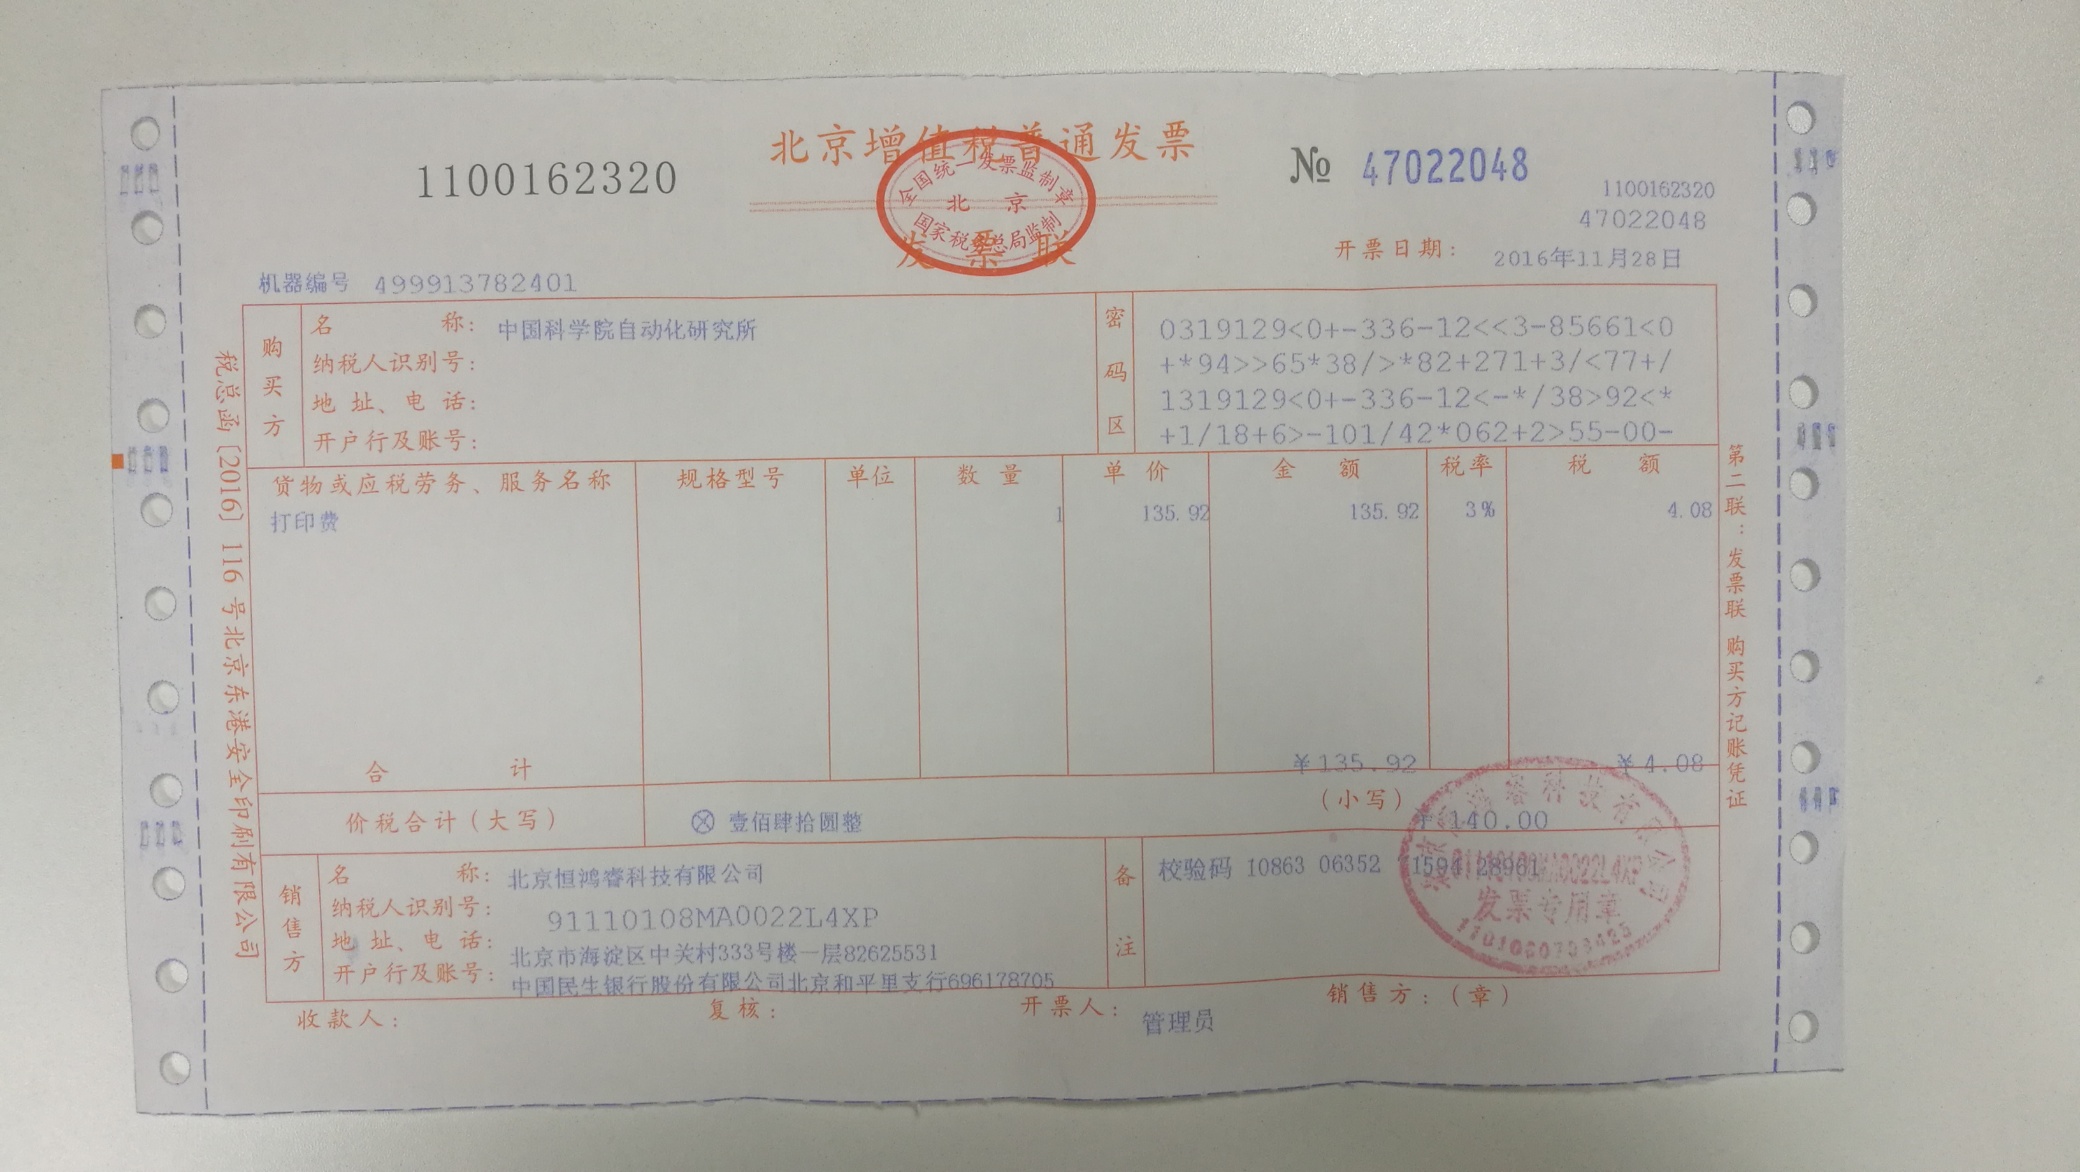 北京增值税普通发票
发票联
全国统一发票监制章
北京
国家税务总局监制
1100162320
№ 47022048
1100162320
47022048
开票日期: 2016年11月28日
机器编号 499913782401
购买方
名称: 中国科学院自动化研究所
纳税人识别号:
地址、电话:
开户行及账号:
密码区
0319129<0+-336-12<<3-85661<0
+*94>>65*38/>*82+271+3/<77+/
1319129<0+-336-12<-*/38>92<*
+1/18+6>-101/42*062+2>55-00-
货物或应税劳务、服务名称 规格型号 单位 数量 单价 金额 税率 税额
打印费 1 135.92 135.92 3% 4.08
合计 ¥135.92 ¥4.08
价税合计(大写) ⊗壹佰肆拾圆整 (小写) ¥140.00
销售方
名称: 北京恒鸿睿科技有限公司
纳税人识别号: 91110108MA0022L4XP
地址、电话: 北京市海淀区中关村333号楼一层82625531
开户行及账号: 中国民生银行股份有限公司北京和平里支行696178705
备注
校验码 10863 06352 11594 28961
北京恒鸿睿科技有限公司
91110108MA0022L4XP
发票专用章
收款人: 复核: 开票人: 管理员 销售方:(章)
税总函〔2016〕116号北京东港安全印刷有限公司
第二联:发票联 购买方记账凭证